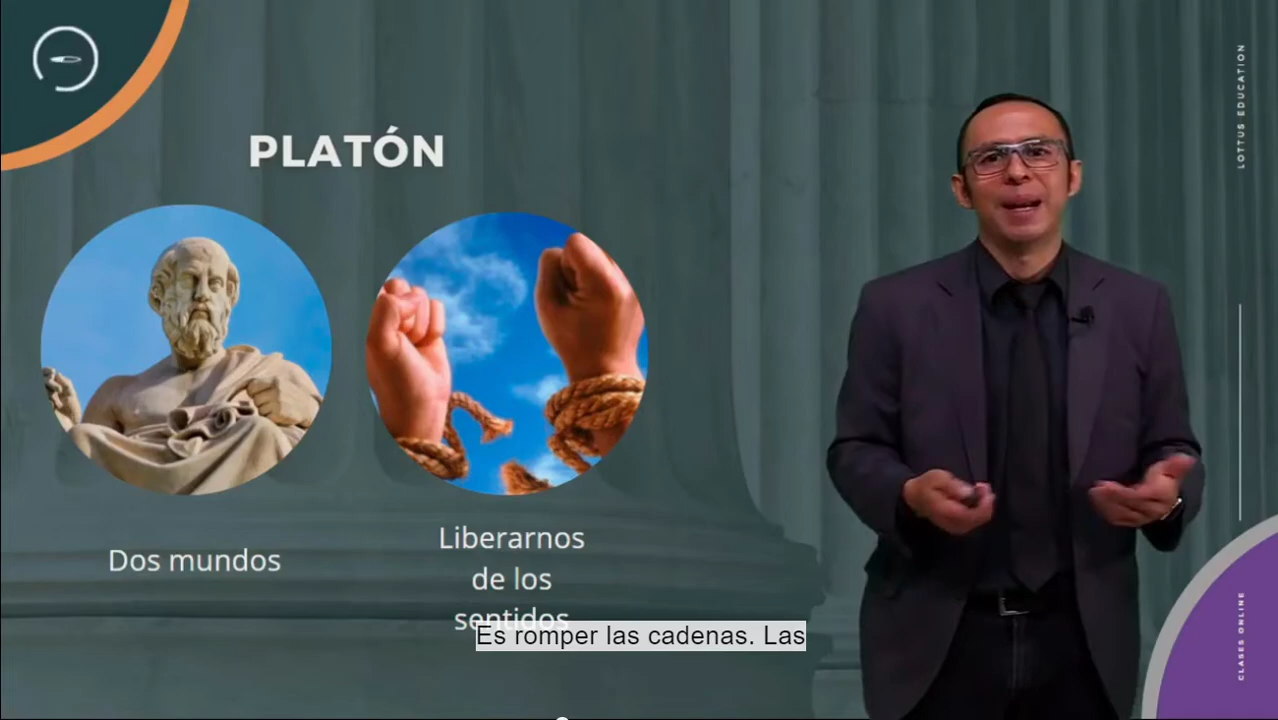 PLATÓN
LOTTUS EDUCATION
Dos mundos
Liberarnos
de los
sentidos
Es romper las cadenas. Las
CLASES ONLINE